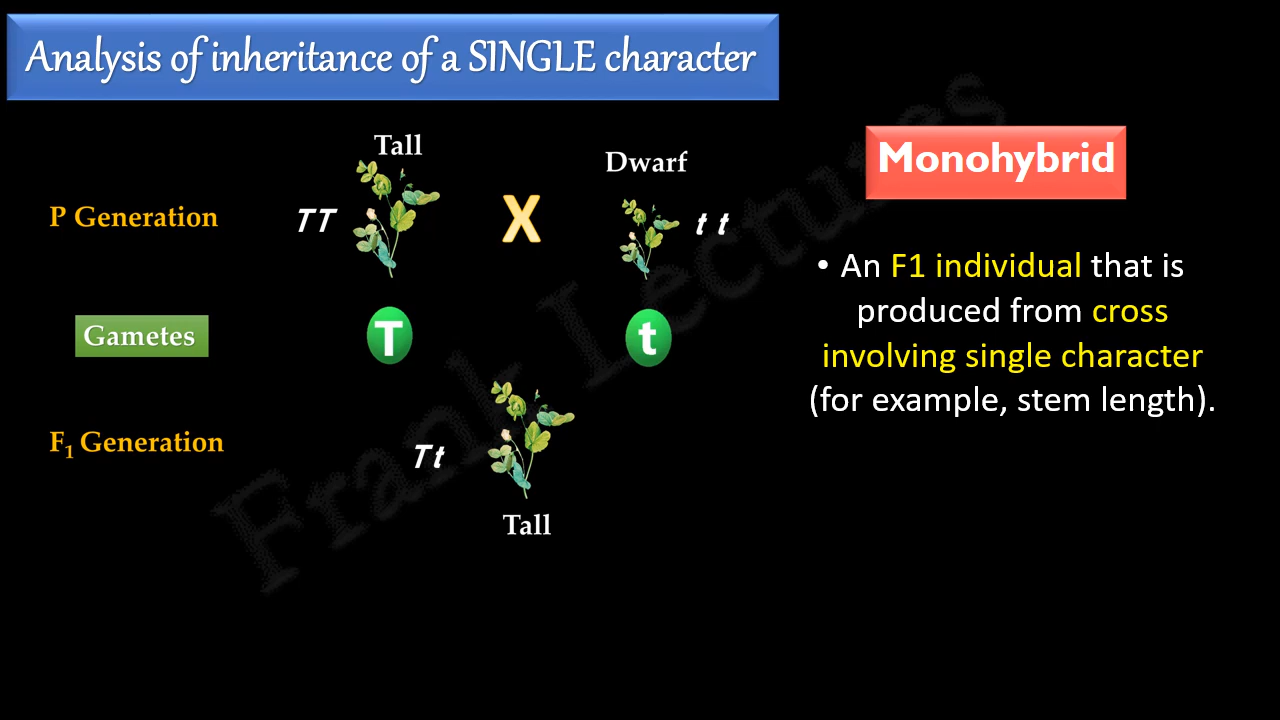 Analysis of inheritance of a SINGLE character
Tall
Dwarf
Monohybrid
P Generation
TT
X
t t
• An F1 individual that is
produced from cross
involving single character
(for example, stem length).
Gametes
T
t
F₁ Generation
Tt
Tall
Frank Lectures